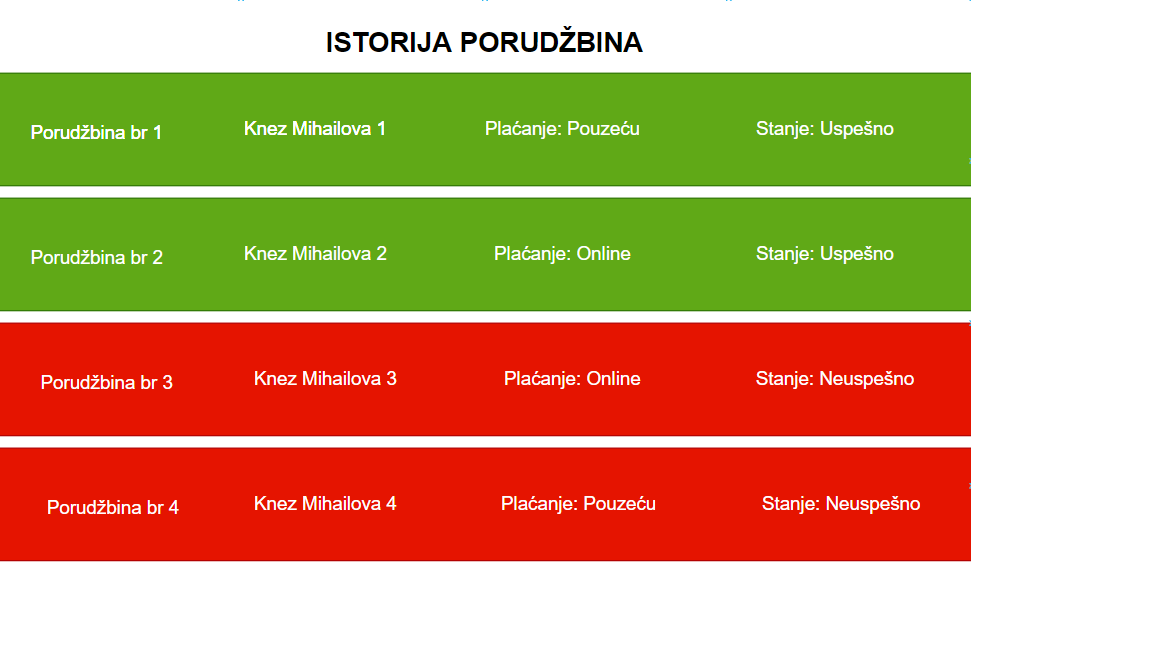 ISTORIJA PORUDŽBINA
Porudžbina br 1 Knez Mihailova 1 Plaćanje: Pouzeću Stanje: Uspešno
Porudžbina br 2 Knez Mihailova 2 Plaćanje: Online Stanje: Uspešno
Porudžbina br 3 Knez Mihailova 3 Plaćanje: Online Stanje: Neuspešno
Porudžbina br 4 Knez Mihailova 4 Plaćanje: Pouzeću Stanje: Neuspešno